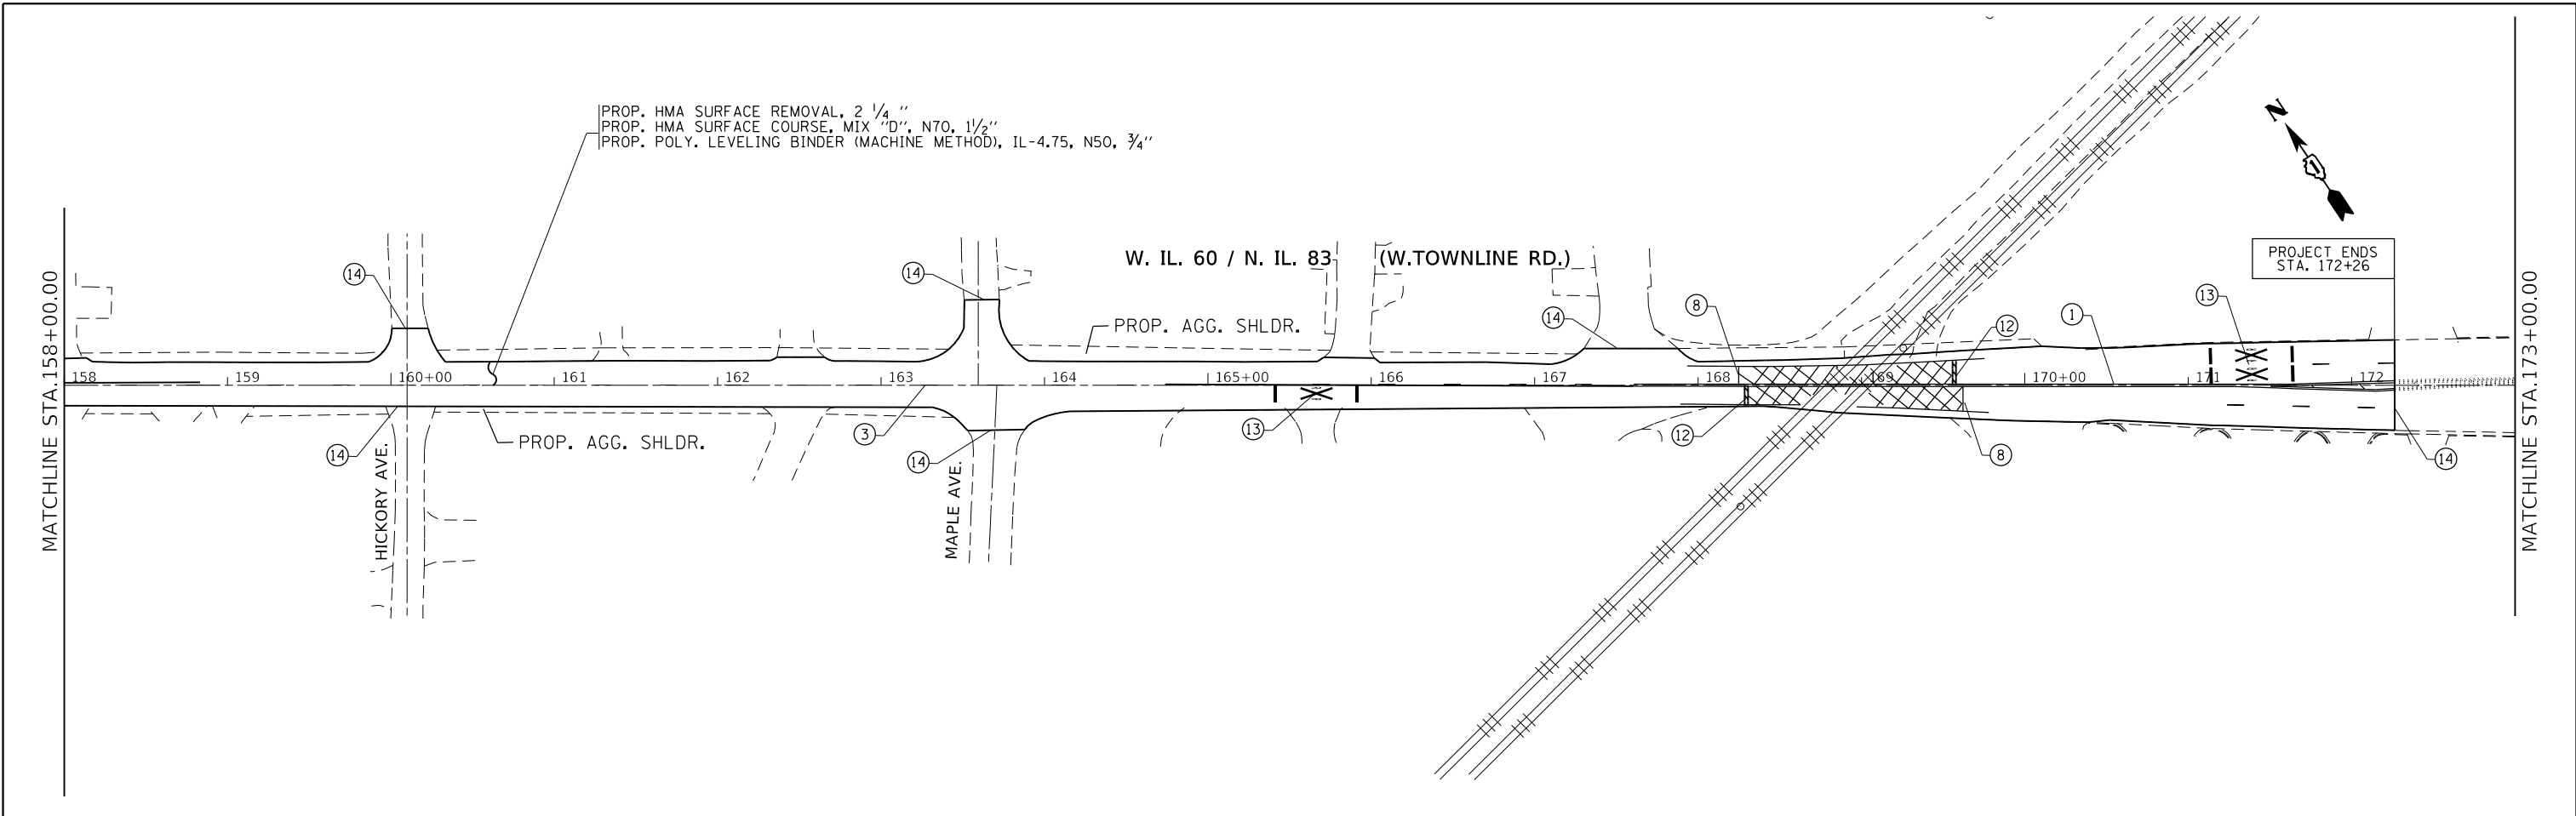 PROP. HMA SURFACE REMOVAL, 2 1/4 "
PROP. HMA SURFACE COURSE, MIX "D", N70, 1 1/2"
PROP. POLY. LEVELING BINDER (MACHINE METHOD), IL-4.75, N50, 3/4"
N
W. IL. 60 / N. IL. 83 (W.TOWNLINE RD.)
PROJECT ENDS
STA. 172+26
MATCHLINE STA.158+00.00
MATCHLINE STA.173+00.00
14
14
14
8
12
1
13
PROP. AGG. SHLDR.
158
159
160+00
161
162
163
164
165+00
166
167
168
169
170+00
171
172
PROP. AGG. SHLDR.
14
3
14
13
12
8
14
HICKORY AVE.
MAPLE AVE.